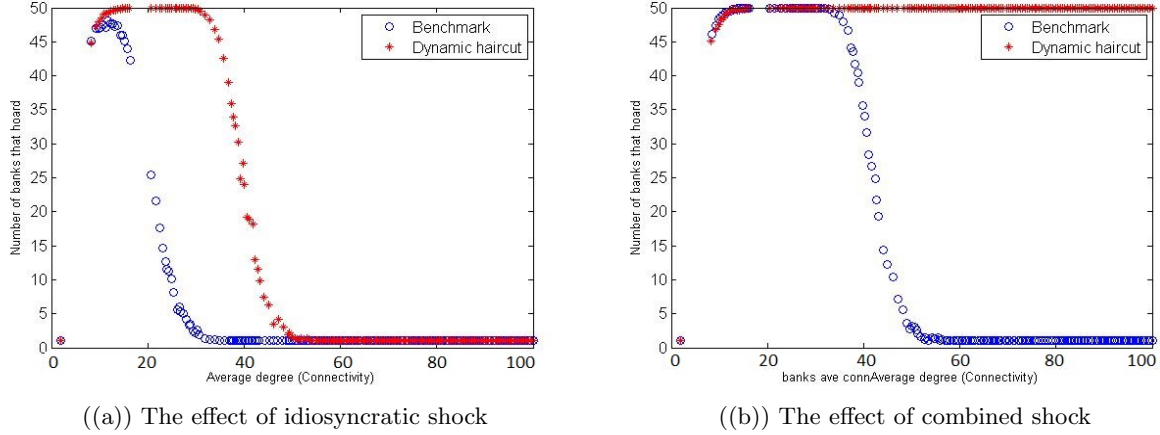 50
45
40
35
30
25
20
15
10
5
0
Number of banks that hoard
Benchmark
Dynamic haircut
0 20 40 60 80 100
Average degree (Connectivity)
((a)) The effect of idiosyncratic shock
50
45
40
35
30
25
20
15
10
5
0
Number of banks that hoard
Benchmark
Dynamic haircut
0 20 40 60 80 100
banks ave connAverage degree (Connectivity)
((b)) The effect of combined shock